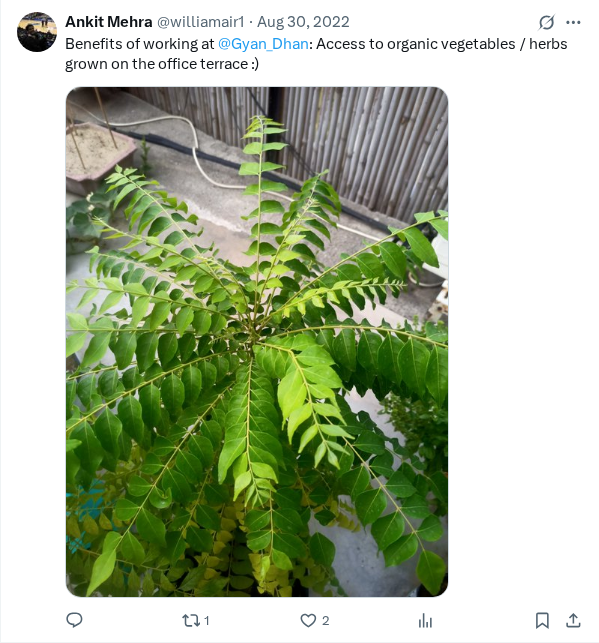 Ankit Mehra @williamair1 · Aug 30, 2022
Benefits of working at @Gyan_Dhan: Access to organic vegetables / herbs
grown on the office terrace :)
1
2